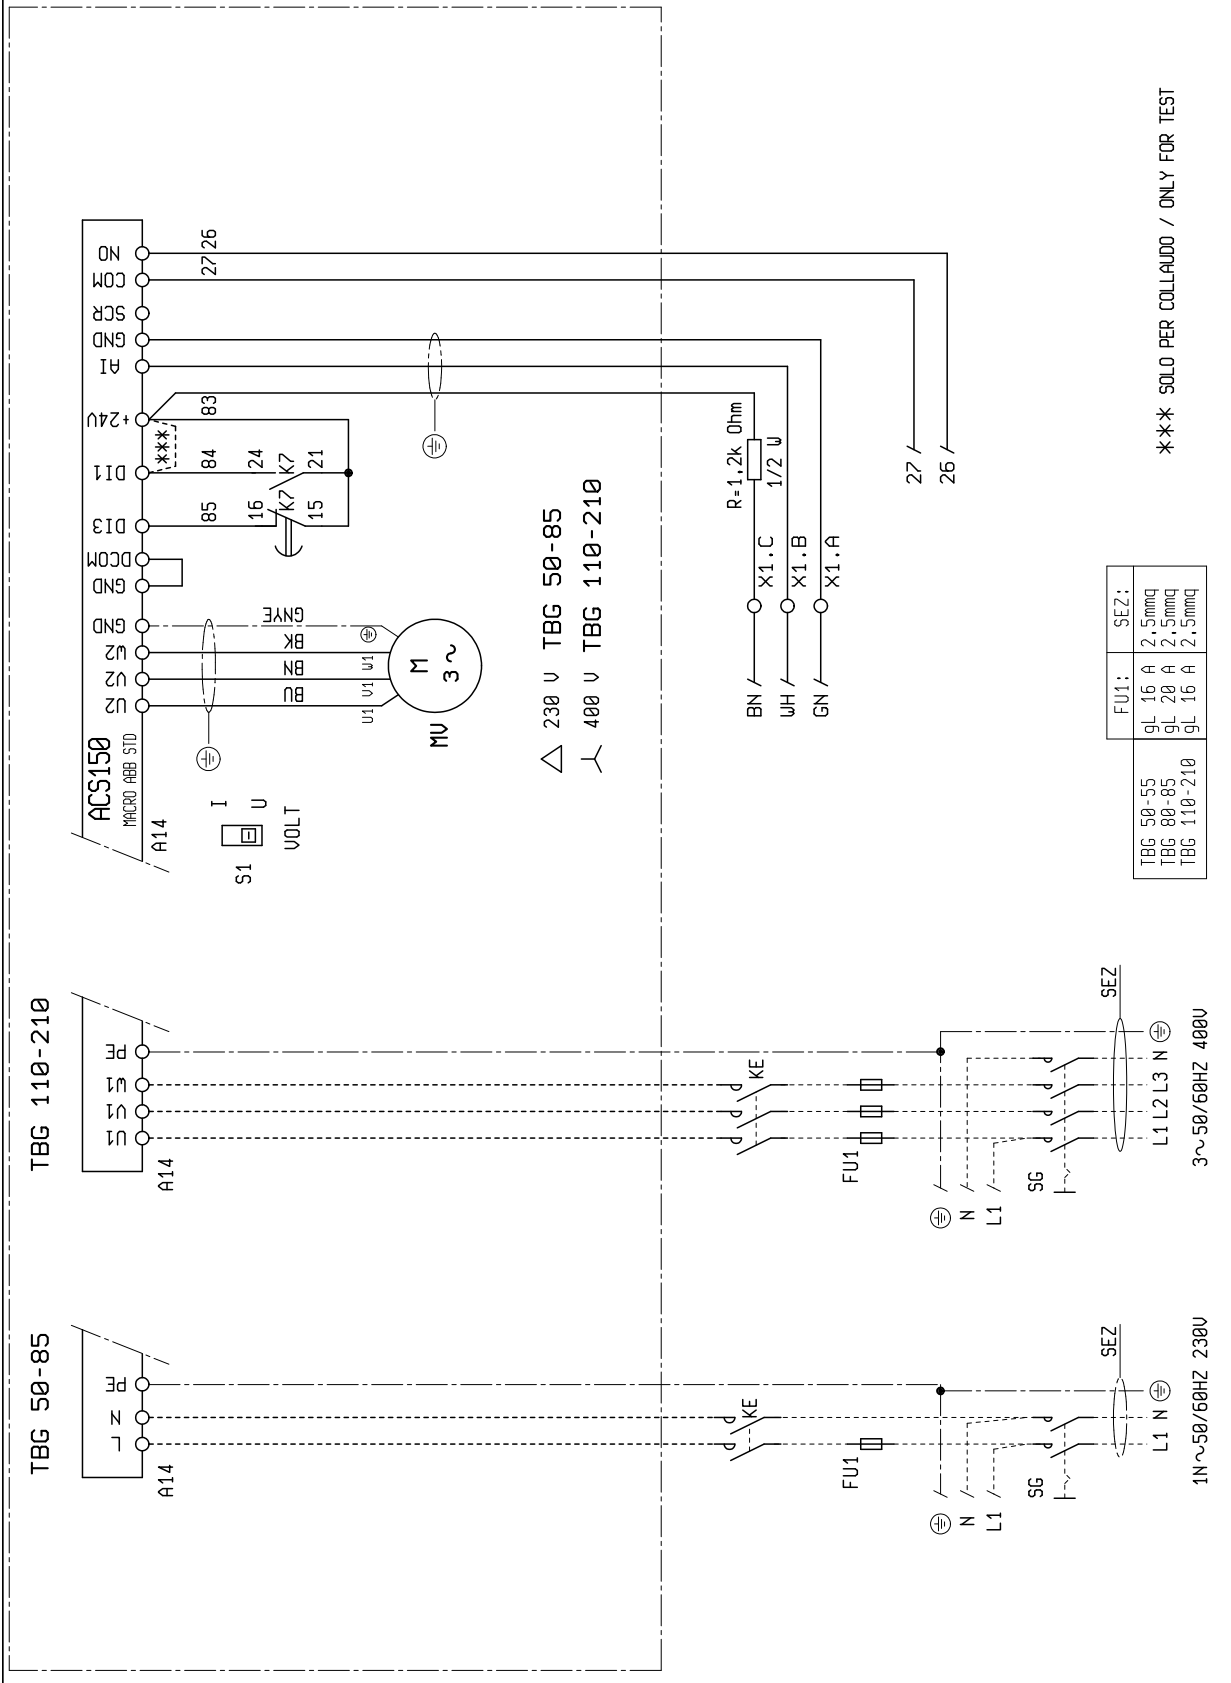 TBG 50-85
L
N
PE
A14
KE
FU1
N
L1
SG
SEZ
L1 N
1N~50/60HZ 230V
TBG 110-210
U1
V1
W1
PE
A14
KE
FU1
N
L1
SG
SEZ
L1 L2 L3 N
3~50/60HZ 400V
ACS150
MACRO ABB STD
A14
U2
V2
W2
GND
GND
DCOM
DI3
DI1
+24V
AI
GND
SCR
COM
NO
S1
I
U
VOLT
BU
BN
BK
GNYE
U1
V1
W1
M
3~
MV
85
84
83
27
26
***
16
K7
15
24
K7
21
230 V TBG 50-85
400 V TBG 110-210
R=1,2k Ohm
1/2 W
BN
X1.C
WH
X1.B
GN
X1.A
27
26
FU1: SEZ:
TBG 50-55 gL 16 A 2,5mmq
TBG 80-85 gL 20 A 2,5mmq
TBG 110-210 gL 16 A 2,5mmq
*** SOLO PER COLLAUDO / ONLY FOR TEST